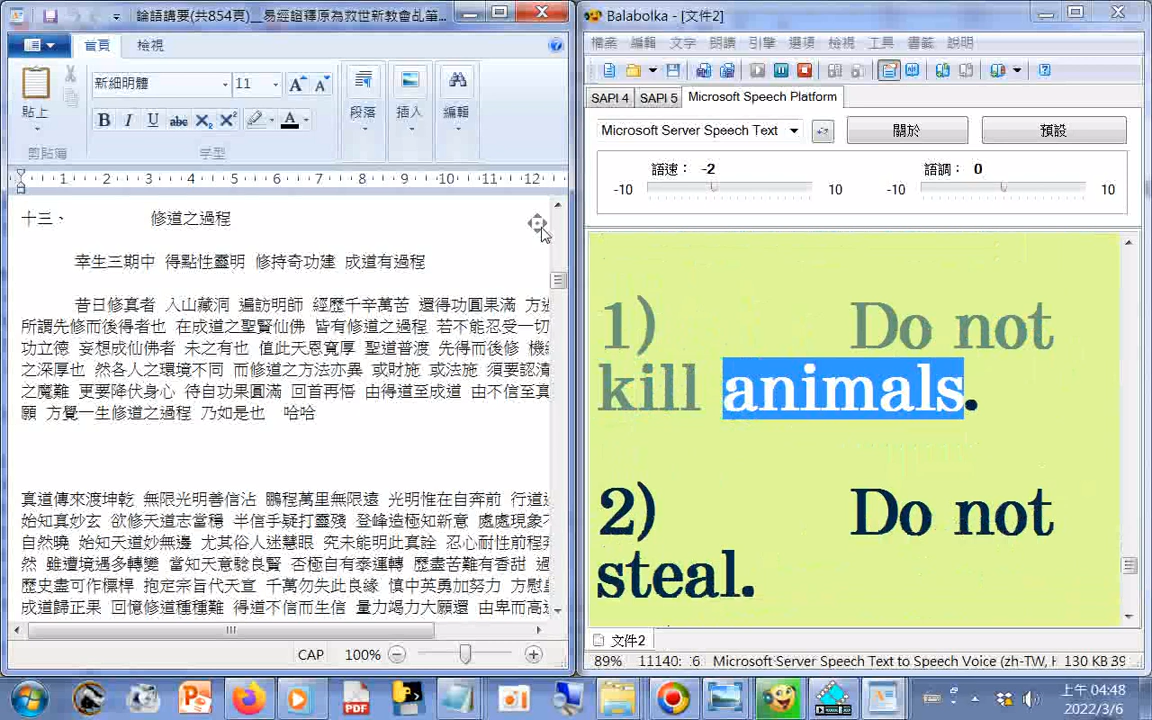 論語講要(共854頁)__易經證釋原為救世新教會乩筆...
首頁
檢視
新細明體
11
貼上
段落
插入
編輯
剪貼簿
字型
1 2 3 4 5 6 7 8 9 10 11 12
十三、 修道之過程
幸生三期中 得點性靈明 修持奇功建 成道有過程
昔日修真者 入山藏洞 遍訪明師 經歷千辛萬苦 還得功圓果滿 方
所謂先修而後得者也 在成道之聖賢仙佛 皆有修道之過程 若不能忍受一切
功立德 妄想成仙佛者 未之有也 值此天恩寬厚 聖道普渡 先得而後修 機
之深厚也 然各人之環境不同 而修道之方法亦異 或財施 或法施 須要認清
之魔難 更要降伏身心 待自功果圓滿 回首再悟 由得道至成道 由不信至真
願 方覺一生修道之過程 乃如是也 哈哈
真道傳來渡坤乾 無限光明善信沾 鵬程萬里無限遠 光明惟在自奔前 行道
始知真妙玄 欲修天道志當穩 半信半疑打靈殘 登峰造極知新意 處處現象
自然曉 始知天道妙無邊 尤其俗人迷慧眼 究未能明此真詮 忍心耐性前程
然 雖遭境遇多轉變 當知天意騐良賢 否極自有泰運轉 歷盡苦難有香甜 過
歷史盡可作標桿 抱定宗旨代天宣 千萬勿失此良緣 慎中英勇加努力 方慰
成道歸正果 回憶修道種種難 得道不信而生信 量力竭力大願還 由卑而高
CAP 100%
Balabolka - [文件2]
檔案 編輯 文字 朗讀 引擎 選項 檢視 工具 書籤 說明
SAPI 4 SAPI 5 Microsoft Speech Platform
Microsoft Server Speech Text
關於
預設
語速： -2
語調： 0
-10 10
-10 10
1) Do not
kill animals.
2) Do not
steal.
文件2
89% 11140: 6 Microsoft Server Speech Text to Speech Voice (zh-TW, 130 KB
上午 04:48
2022/3/6